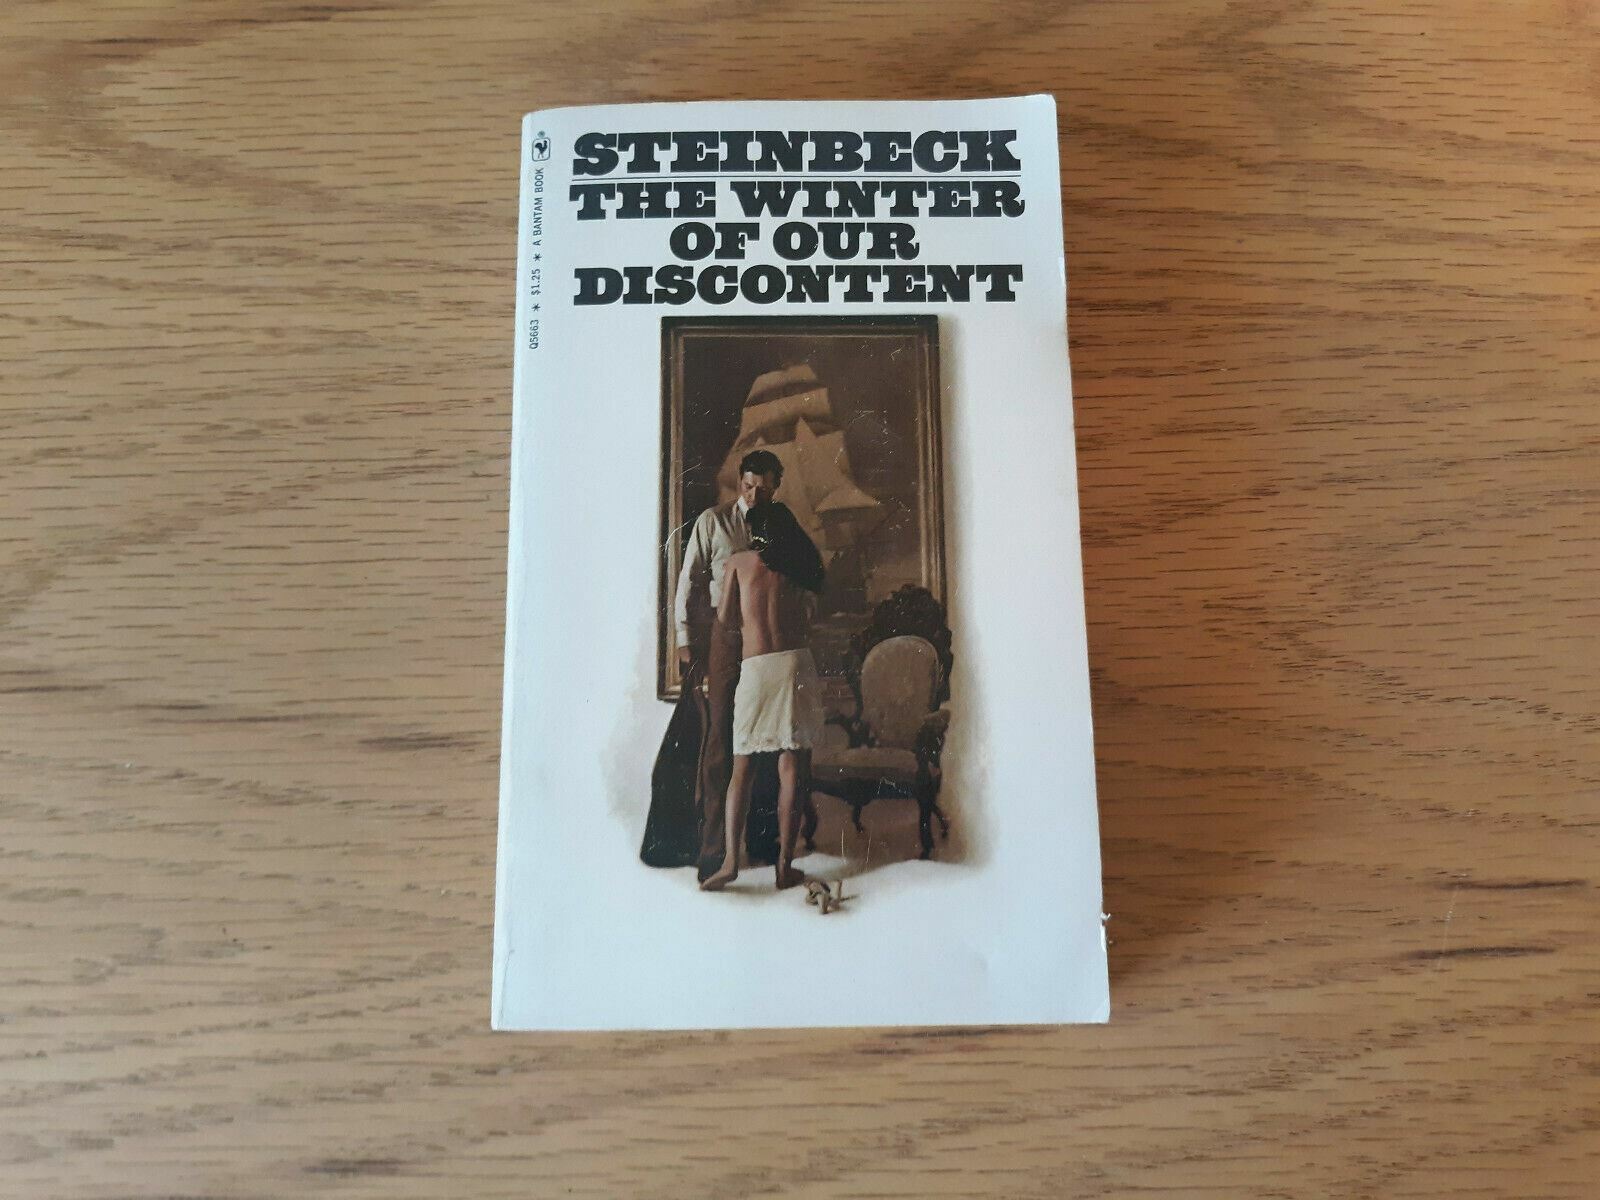 STEINBECK
THE WINTER
OF OUR
DISCONTENT
Q5663 * $1.25 * A BANTAM BOOK